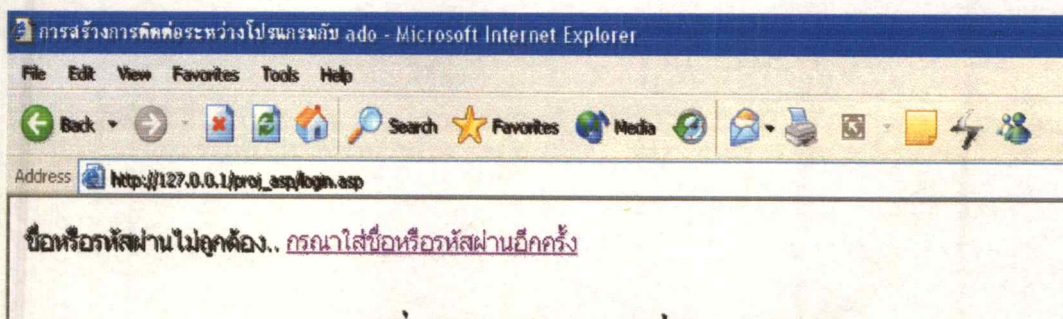 การสร้างการติดต่อระหว่างโปรแกรมกับ ado - Microsoft Internet Explorer
File Edit View Favorites Tools Help
Back Search Favorites Media
Address http://127.0.0.1/proj_asp/login.asp
ชื่อหรือรหัสผ่านไม่ถูกต้อง.. กรุณาใส่ชื่อหรือรหัสผ่านอีกครั้ง